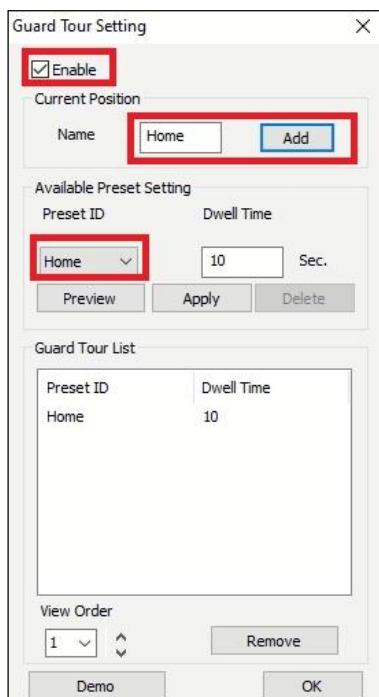 Guard Tour Setting
Enable
Current Position
Name Home Add
Available Preset Setting
Preset ID Dwell Time
Home 10 Sec.
Preview Apply Delete
Guard Tour List
Preset ID Dwell Time
Home 10
View Order
1 Remove
Demo OK